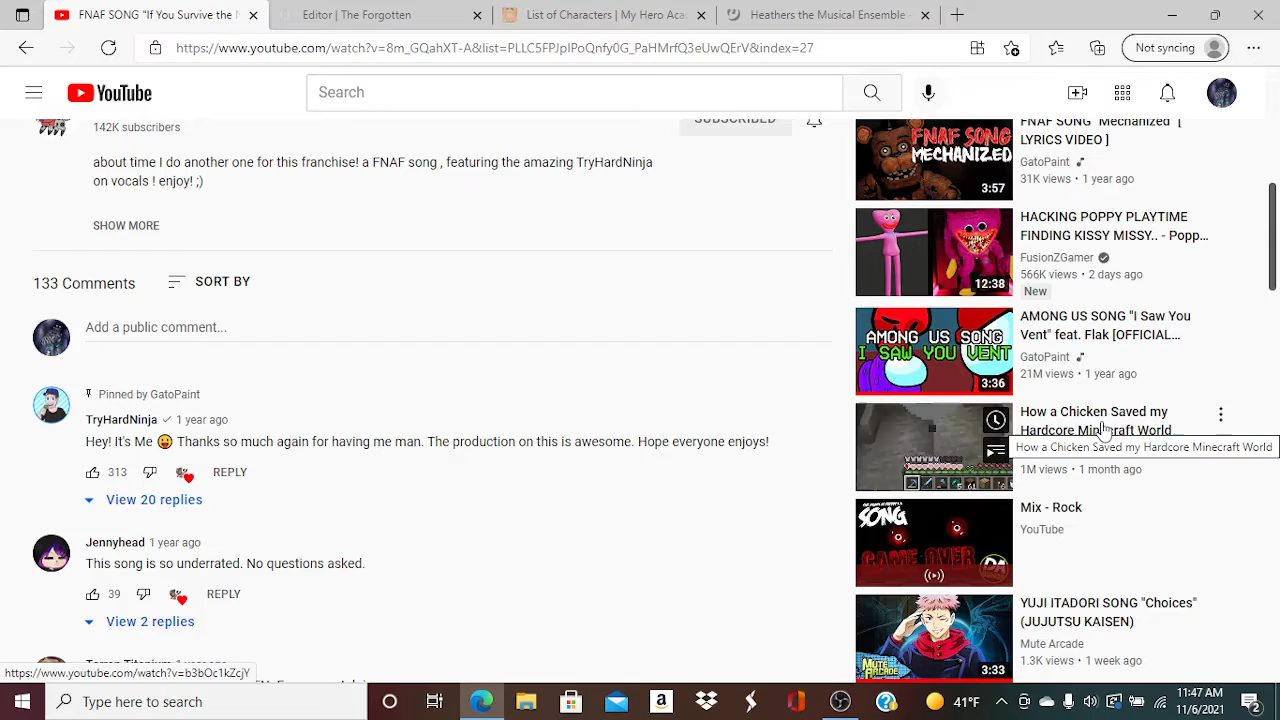 FNAF SONG "If You Survive the N
Editor | The Forgotten
List of Characters | My Hero Aca
Heathers the Musical Ensemble -
https://www.youtube.com/watch?v=8m_GQahXT-A&list=PLLC5FPJpIPoQnfy0G_PaHMrfQ3eUwQErV&index=27
Not syncing
YouTube
Search
142K subscribers
SUBSCRIBED
about time I do another one for this franchise! a FNAF song , featuring the amazing TryHardNinja
on vocals ! enjoy! ;)
SHOW MORE
133 Comments
SORT BY
Add a public comment...
Pinned by GatoPaint
TryHardNinja 1 year ago
Hey! It's Me 😀 Thanks so much again for having me man. The production on this is awesome. Hope everyone enjoys!
313
REPLY
View 20 replies
Jennyhead 1 year ago
This song is so underrated. No questions asked.
39
REPLY
View 2 replies
https://www.youtube.com/watch?v=b3bOc1kZcjY
FNAF SONG
MECHANIZED
3:57
FNAF SONG "Mechanized" [
LYRICS VIDEO ]
GatoPaint
31K views • 1 year ago
12:38
HACKING POPPY PLAYTIME
FINDING KISSY MISSY.. - Popp...
FusionZGamer
566K views • 2 days ago
New
AMONG US SONG
I SAW YOU VENT
3:36
AMONG US SONG "I Saw You
Vent" feat. Flak [OFFICIAL...
GatoPaint
21M views • 1 year ago
How a Chicken Saved my
Hardcore Minecraft World
How a Chicken Saved my Hardcore Minecraft World
1M views • 1 month ago
SONG
GAME OVER
DA
Mix - Rock
YouTube
MUTE
ARCADE
3:33
YUJI ITADORI SONG "Choices"
(JUJUTSU KAISEN)
Mute Arcade
1.3K views • 1 week ago
Type here to search
41°F
11:47 AM
11/6/2021
2